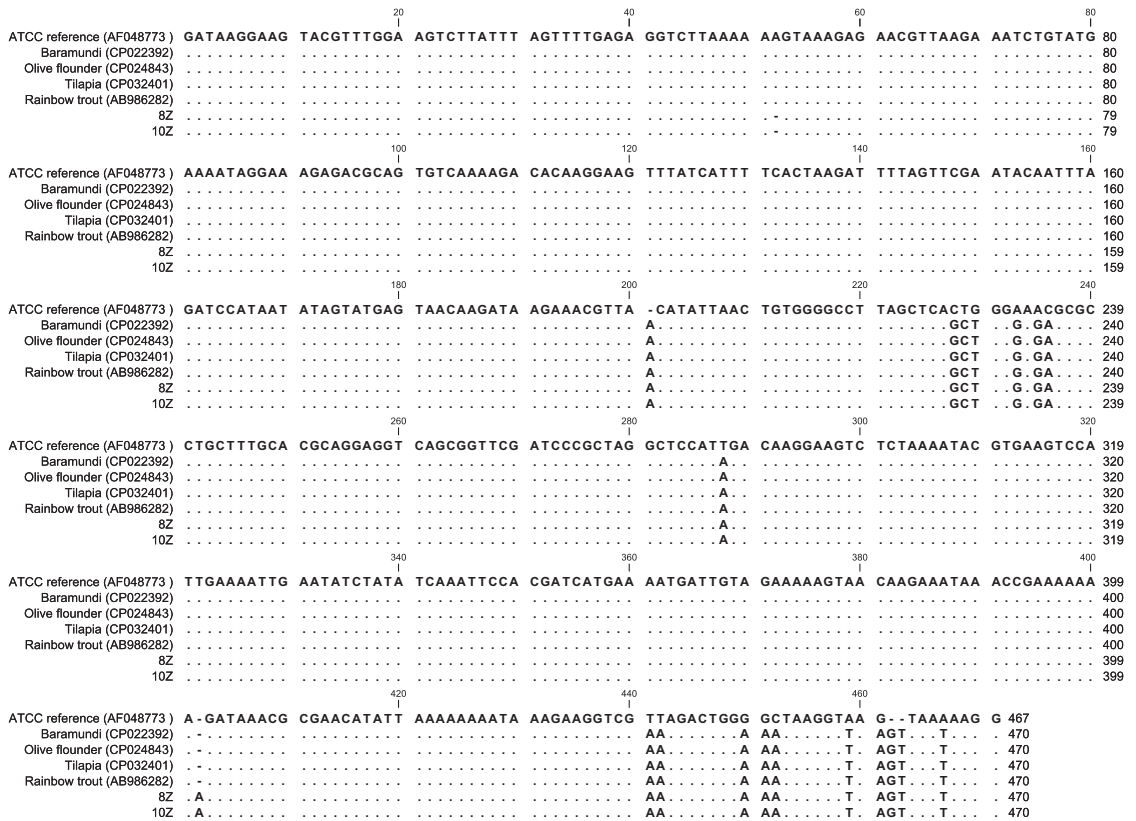 20 40 60 80
ATCC reference (AF048773 ) GATAAGGAAG TACGTTTGGA AGTCTTATTT AGTTTTGAGA GGTCTTAAAA AAGTAAAGAG AACGTTAAGA AATCTGTATG 80
Baramundi (CP022392) .......... .......... .......... .......... .......... .......... .......... .......... 80
Olive flounder (CP024843) .......... .......... .......... .......... .......... .......... .......... .......... 80
Tilapia (CP032401) .......... .......... .......... .......... .......... .......... .......... .......... 80
Rainbow trout (AB986282) .......... .......... .......... .......... .......... .......... .......... .......... 80
8Z .......... .......... .......... .......... .......... .-........ .......... .......... 79
10Z .......... .......... .......... .......... .......... .-........ .......... .......... 79
100 120 140 160
ATCC reference (AF048773 ) AAAATAGGAA AGAGACGCAG TGTCAAAAGA CACAAGGAAG TTTATCATTT TCACTAAGAT TTTAGTTCGA ATACAATTTA 160
Baramundi (CP022392) .......... .......... .......... .......... .......... .......... .......... .......... 160
Olive flounder (CP024843) .......... .......... .......... .......... .......... .......... .......... .......... 160
Tilapia (CP032401) .......... .......... .......... .......... .......... .......... .......... .......... 160
Rainbow trout (AB986282) .......... .......... .......... .......... .......... .......... .......... .......... 160
8Z .......... .......... .......... .......... .......... .......... .......... .......... 159
10Z .......... .......... .......... .......... .......... .......... .......... .......... 159
180 200 220 240
ATCC reference (AF048773 ) GATCCATAAT ATAGTATGAG TAACAAGATA AGAAACGTTA -CATATTAAC TGTGGGGCCT TAGCTCACTG GGAAACGCGC 239
Baramundi (CP022392) .......... .......... .......... .......... A......... .......... .......GCT ..G.GA.... 240
Olive flounder (CP024843) .......... .......... .......... .......... A......... .......... .......GCT ..G.GA.... 240
Tilapia (CP032401) .......... .......... .......... .......... A......... .......... .......GCT ..G.GA.... 240
Rainbow trout (AB986282) .......... .......... .......... .......... A......... .......... .......GCT ..G.GA.... 240
8Z .......... .......... .......... .......... A......... .......... .......GCT ..G.GA.... 239
10Z .......... .......... .......... .......... A......... .......... .......GCT ..G.GA.... 239
260 280 300 320
ATCC reference (AF048773 ) CTGCTTTGCA CGCAGGAGGT CAGCGGTTCG ATCCCGCTAG GCTCCATTGA CAAGGAAGTC TCTAAAATAC GTGAAGTCCA 319
Baramundi (CP022392) .......... .......... .......... .......... .......A.. .......... .......... .......... 320
Olive flounder (CP024843) .......... .......... .......... .......... .......A.. .......... .......... .......... 320
Tilapia (CP032401) .......... .......... .......... .......... .......A.. .......... .......... .......... 320
Rainbow trout (AB986282) .......... .......... .......... .......... .......A.. .......... .......... .......... 320
8Z .......... .......... .......... .......... .......A.. .......... .......... .......... 319
10Z .......... .......... .......... .......... .......A.. .......... .......... .......... 319
340 360 380 400
ATCC reference (AF048773 ) TTGAAAATTG AATATCTATA TCAAATTCCA CGATCATGAA AATGATTGTA GAAAAAGTAA CAAGAAATAA ACCGAAAAAA 399
Baramundi (CP022392) .......... .......... .......... .......... .......... .......... .......... .......... 400
Olive flounder (CP024843) .......... .......... .......... .......... .......... .......... .......... .......... 400
Tilapia (CP032401) .......... .......... .......... .......... .......... .......... .......... .......... 400
Rainbow trout (AB986282) .......... .......... .......... .......... .......... .......... .......... .......... 400
8Z .......... .......... .......... .......... .......... .......... .......... .......... 399
10Z .......... .......... .......... .......... .......... .......... .......... .......... 399
420 440 460
ATCC reference (AF048773 ) A-GATAAACG CGAACATATT AAAAAAAATA AAGAAGGTCG TTAGACTGGG GCTAAGGTAA G--TAAAAAG G 467
Baramundi (CP022392) .-........ .......... .......... .......... AA.......A AA......T. AGT...T... . 470
Olive flounder (CP024843) .-........ .......... .......... .......... AA.......A AA......T. AGT...T... . 470
Tilapia (CP032401) .-........ .......... .......... .......... AA.......A AA......T. AGT...T... . 470
Rainbow trout (AB986282) .-........ .......... .......... .......... AA.......A AA......T. AGT...T... . 470
8Z .A........ .......... .......... .......... AA.......A AA......T. AGT...T... . 470
10Z .A........ .......... .......... .......... AA.......A AA......T. AGT...T... . 470